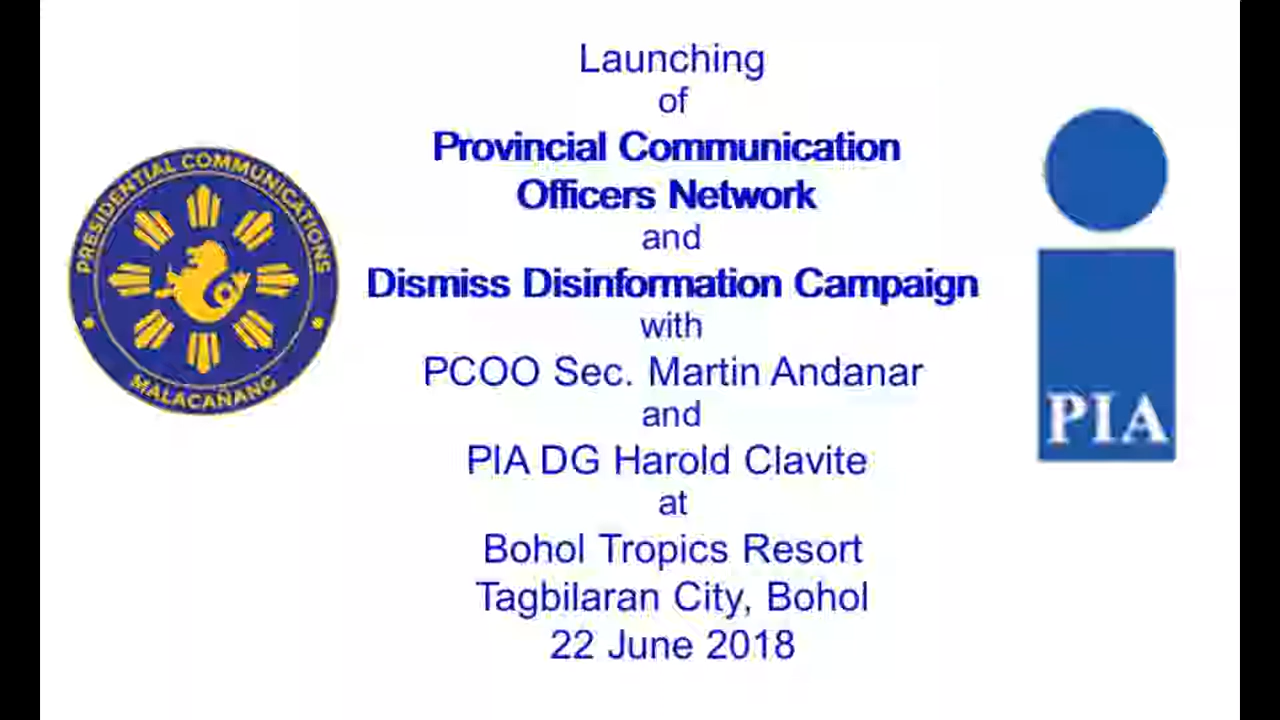 PRESIDENTIAL COMMUNICATIONS
MALACAÑANG
Launching
of
Provincial Communication
Officers Network
and
Dismiss Disinformation Campaign
with
PCOO Sec. Martin Andanar
and
PIA DG Harold Clavite
at
Bohol Tropics Resort
Tagbilaran City, Bohol
22 June 2018
PIA